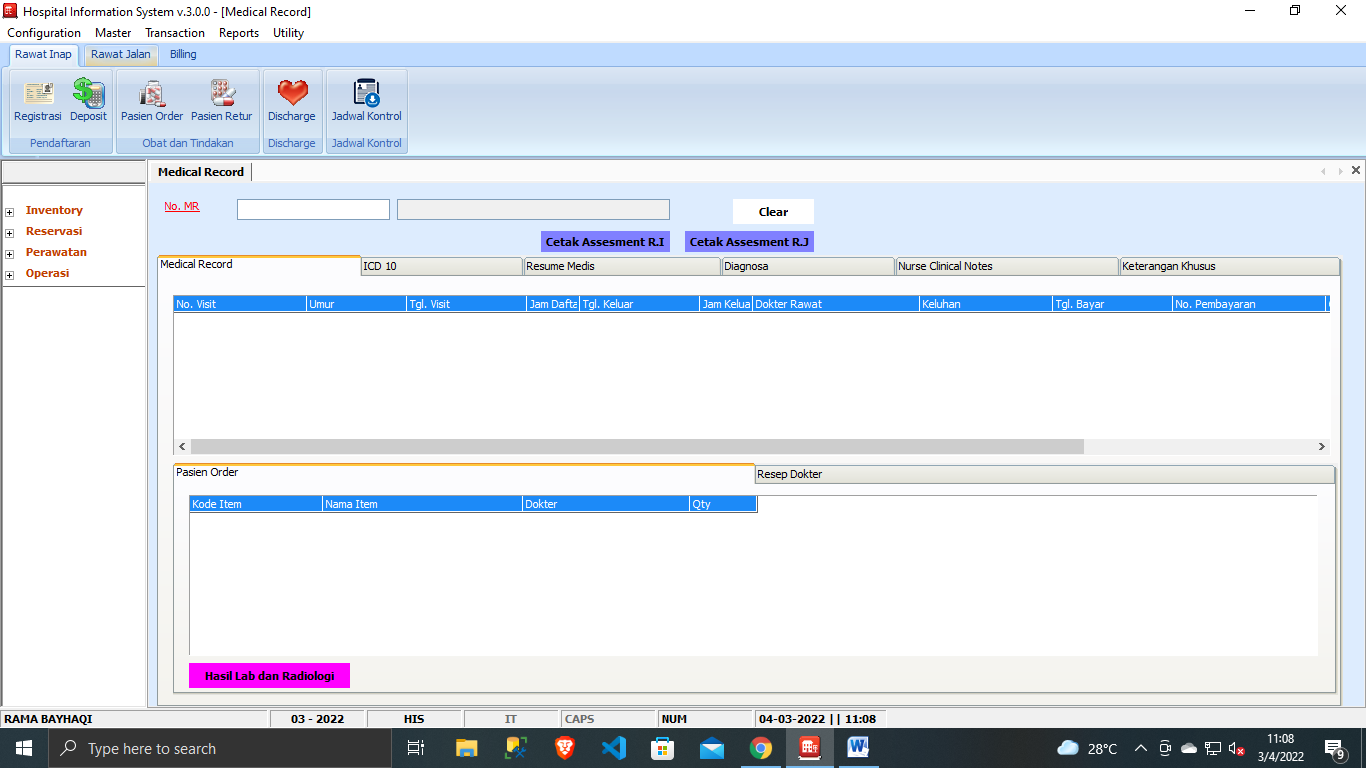 Hospital Information System v.3.0.0 - [Medical Record]
Configuration Master Transaction Reports Utility
Rawat Inap Rawat Jalan Billing
Registrasi Deposit Pasien Order Pasien Retur Discharge Jadwal Kontrol
Pendaftaran Obat dan Tindakan Discharge Jadwal Kontrol
Medical Record
Inventory
Reservasi
Perawatan
Operasi
No. MR Clear
Cetak Assesment R.I Cetak Assesment R.J
Medical Record ICD 10 Resume Medis Diagnosa Nurse Clinical Notes Keterangan Khusus
No. Visit Umur Tgl. Visit Jam Dafta Tgl. Keluar Jam Kelua Dokter Rawat Keluhan Tgl. Bayar No. Pembayaran
Pasien Order Resep Dokter
Kode Item Nama Item Dokter Qty
Hasil Lab dan Radiologi
RAMA BAYHAQI 03 - 2022 HIS IT CAPS NUM 04-03-2022 || 11:08
Type here to search 28°C 11:08
3/4/2022 9